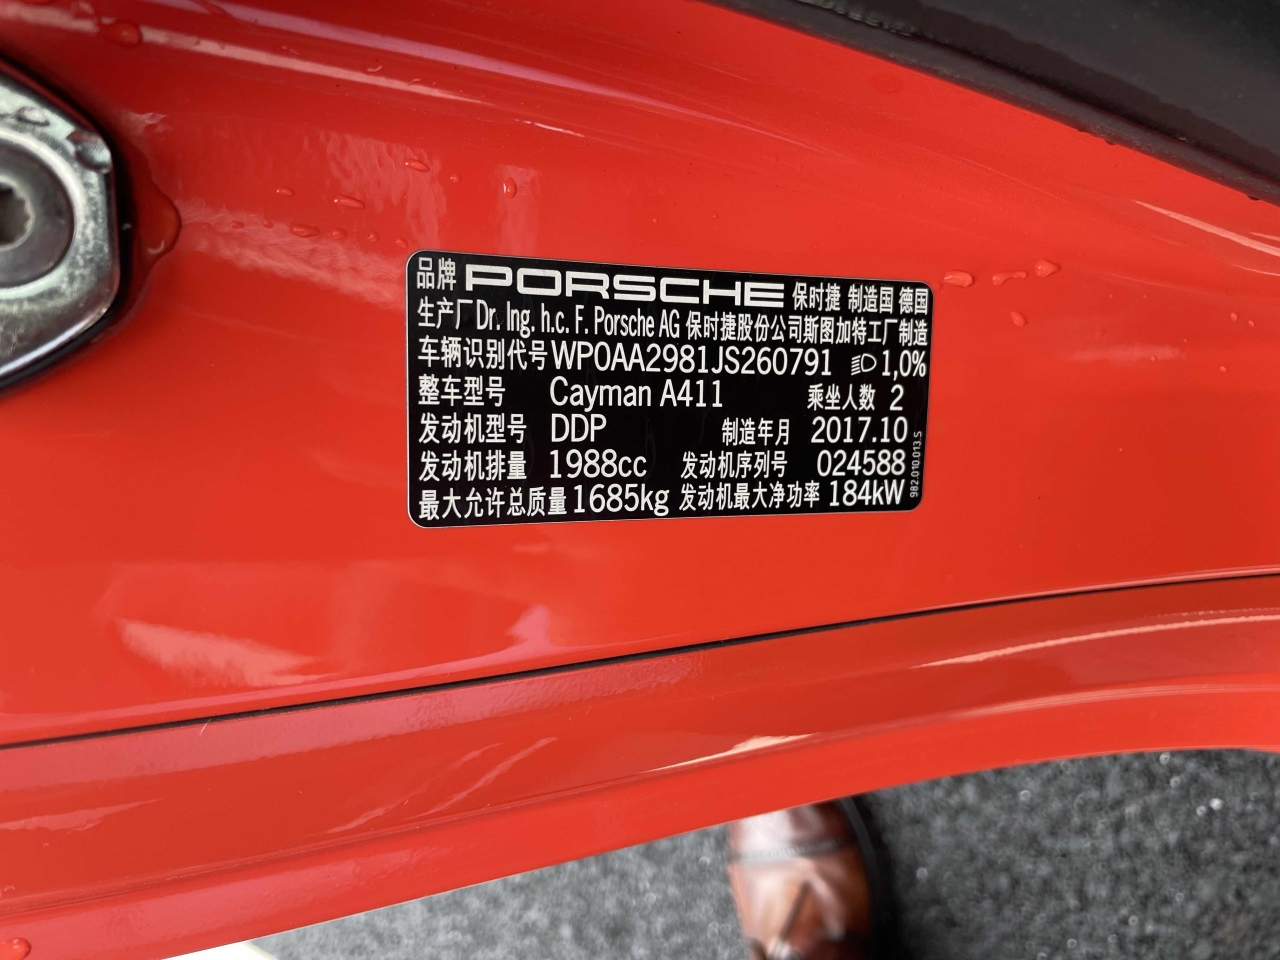 品牌 PORSCHE 保时捷 制造国 德国
生产厂 Dr. Ing. h.c. F. Porsche AG 保时捷股份公司斯图加特工厂制造
车辆识别代号 WP0AA2981JS260791 1,0%
整车型号 Cayman A411 乘坐人数 2
发动机型号 DDP 制造年月 2017.10
发动机排量 1988cc 发动机序列号 024588
最大允许总质量 1685kg 发动机最大净功率 184kW
982.010.013.S